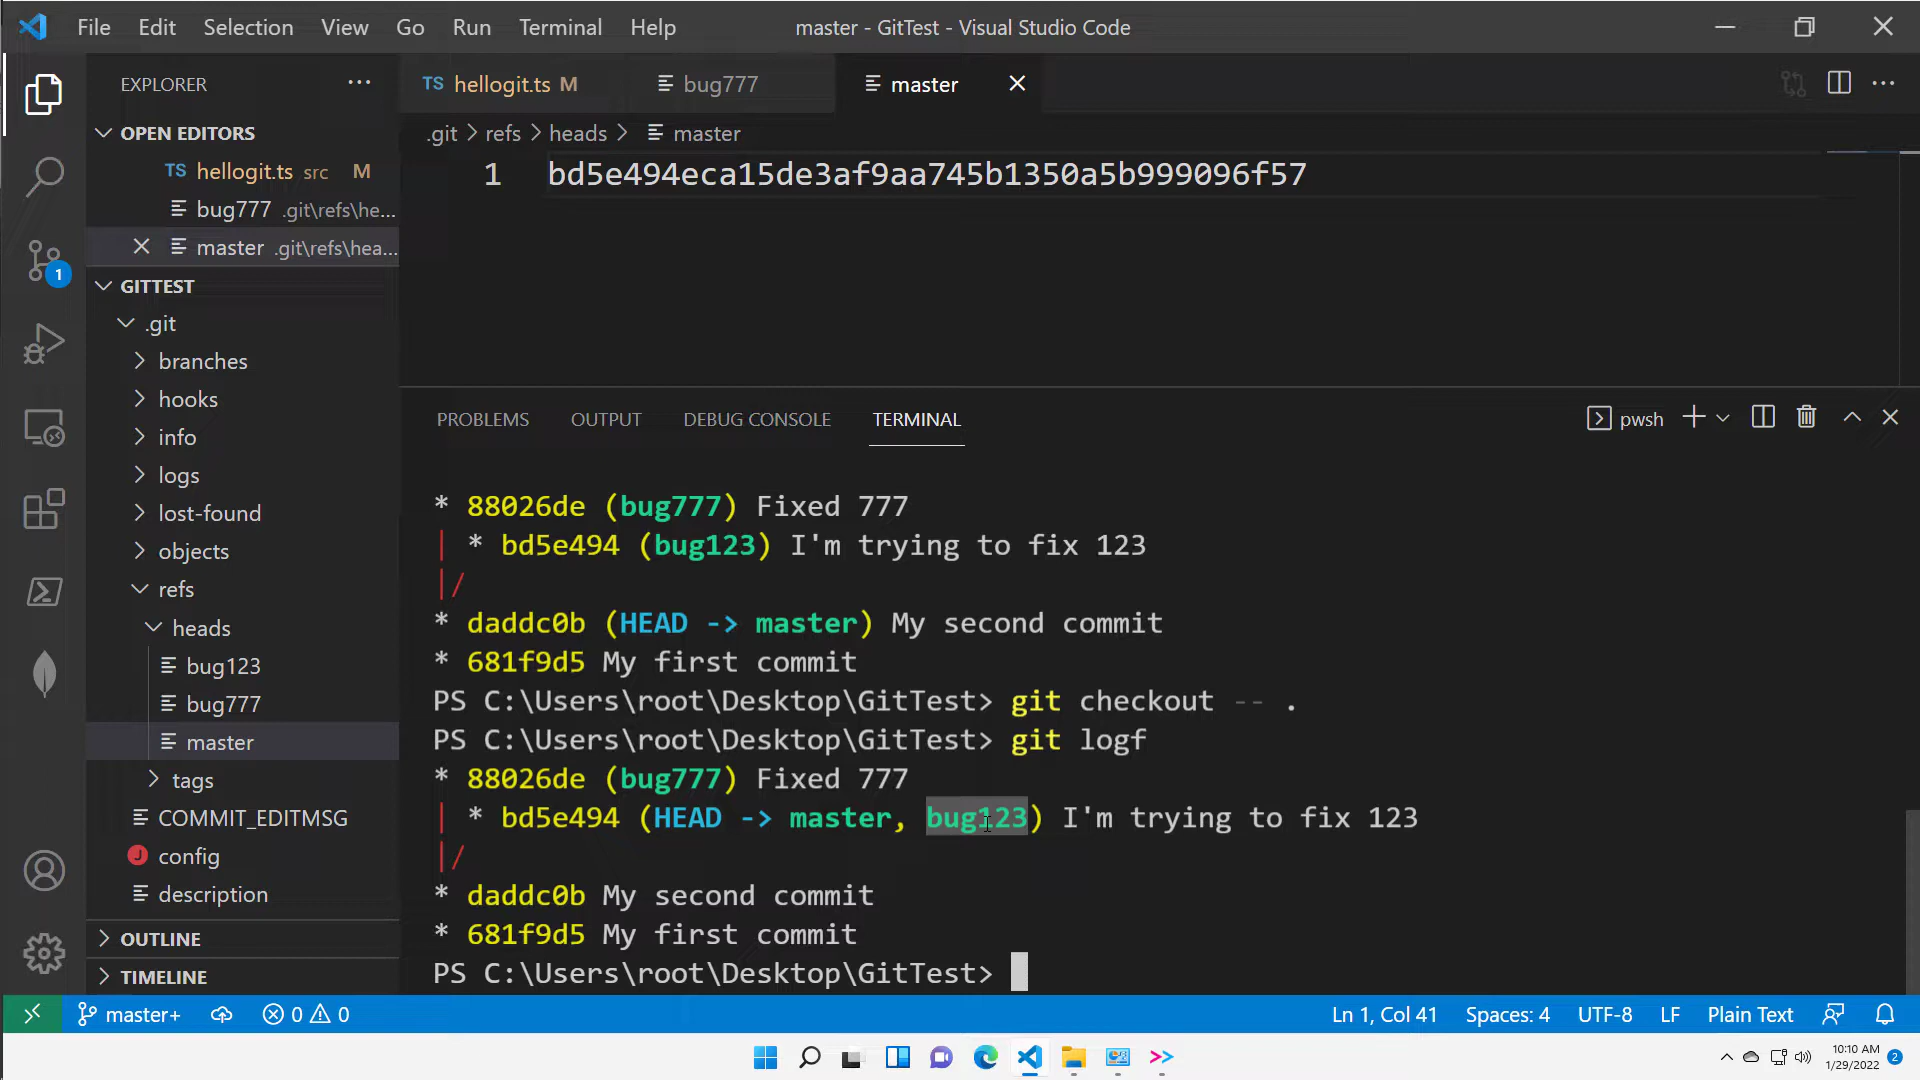 File Edit Selection View Go Run Terminal Help master - GitTest - Visual Studio Code
EXPLORER
OPEN EDITORS
TS hellogit.ts src M
bug777 .git\refs\he...
master .git\refs\hea...
GITTEST
.git
branches
hooks
info
logs
lost-found
objects
refs
heads
bug123
bug777
master
tags
COMMIT_EDITMSG
config
description
OUTLINE
TIMELINE
1
TS hellogit.ts M bug777 master
.git > refs > heads > master
1 bd5e494eca15de3af9aa745b1350a5b999096f57
PROBLEMS OUTPUT DEBUG CONSOLE TERMINAL pwsh
* 88026de (bug777) Fixed 777
| * bd5e494 (bug123) I'm trying to fix 123
|/
* daddc0b (HEAD -> master) My second commit
* 681f9d5 My first commit
PS C:\Users\root\Desktop\GitTest> git checkout -- .
PS C:\Users\root\Desktop\GitTest> git logf
* 88026de (bug777) Fixed 777
| * bd5e494 (HEAD -> master, bug123) I'm trying to fix 123
|/
* daddc0b My second commit
* 681f9d5 My first commit
PS C:\Users\root\Desktop\GitTest>
master+ 0 0 Ln 1, Col 41 Spaces: 4 UTF-8 LF Plain Text
10:10 AM
1/29/2022 2